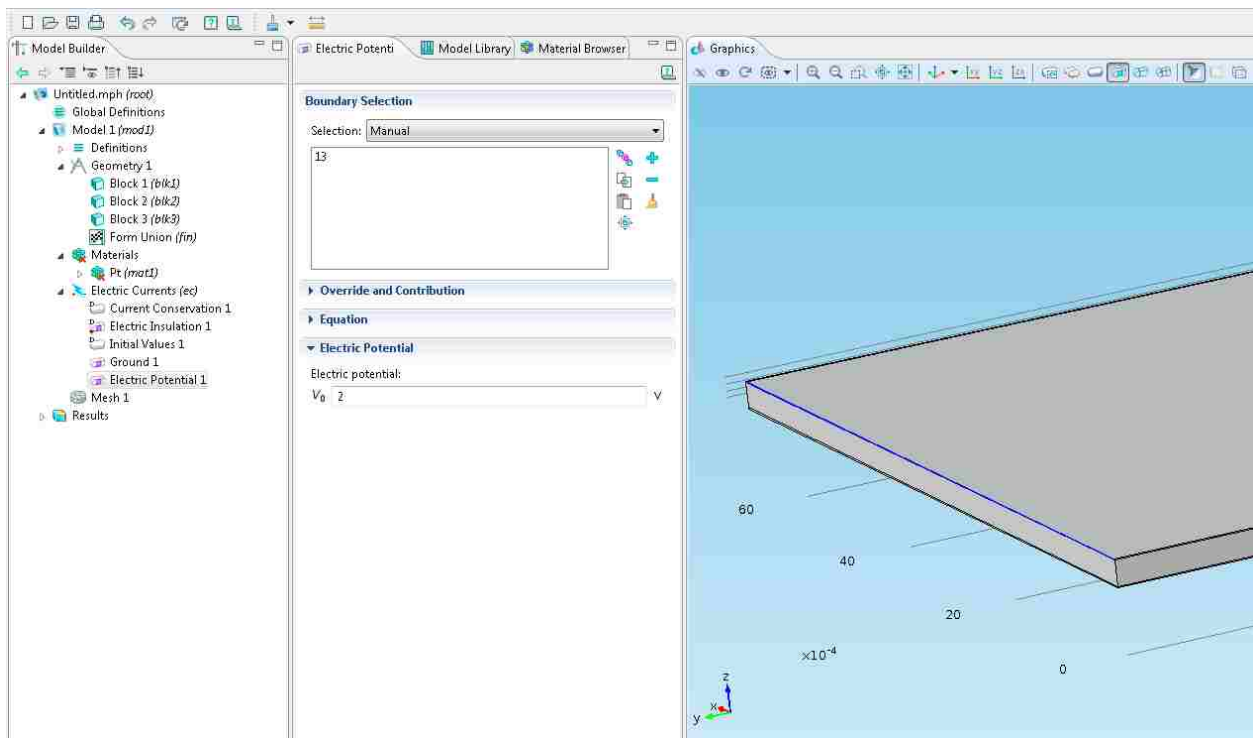 Model Builder
Untitled.mph (root)
Global Definitions
Model 1 (mod1)
Definitions
Geometry 1
Block 1 (blk1)
Block 2 (blk2)
Block 3 (blk3)
Form Union (fin)
Materials
Pt (mat1)
Electric Currents (ec)
Current Conservation 1
Electric Insulation 1
Initial Values 1
Ground 1
Electric Potential 1
Mesh 1
Results
Electric Potenti
Model Library
Material Browser
Boundary Selection
Selection: Manual
13
Override and Contribution
Equation
Electric Potential
Electric potential:
V0 2 V
Graphics
60
40
20
0
×10-4
z
x
y